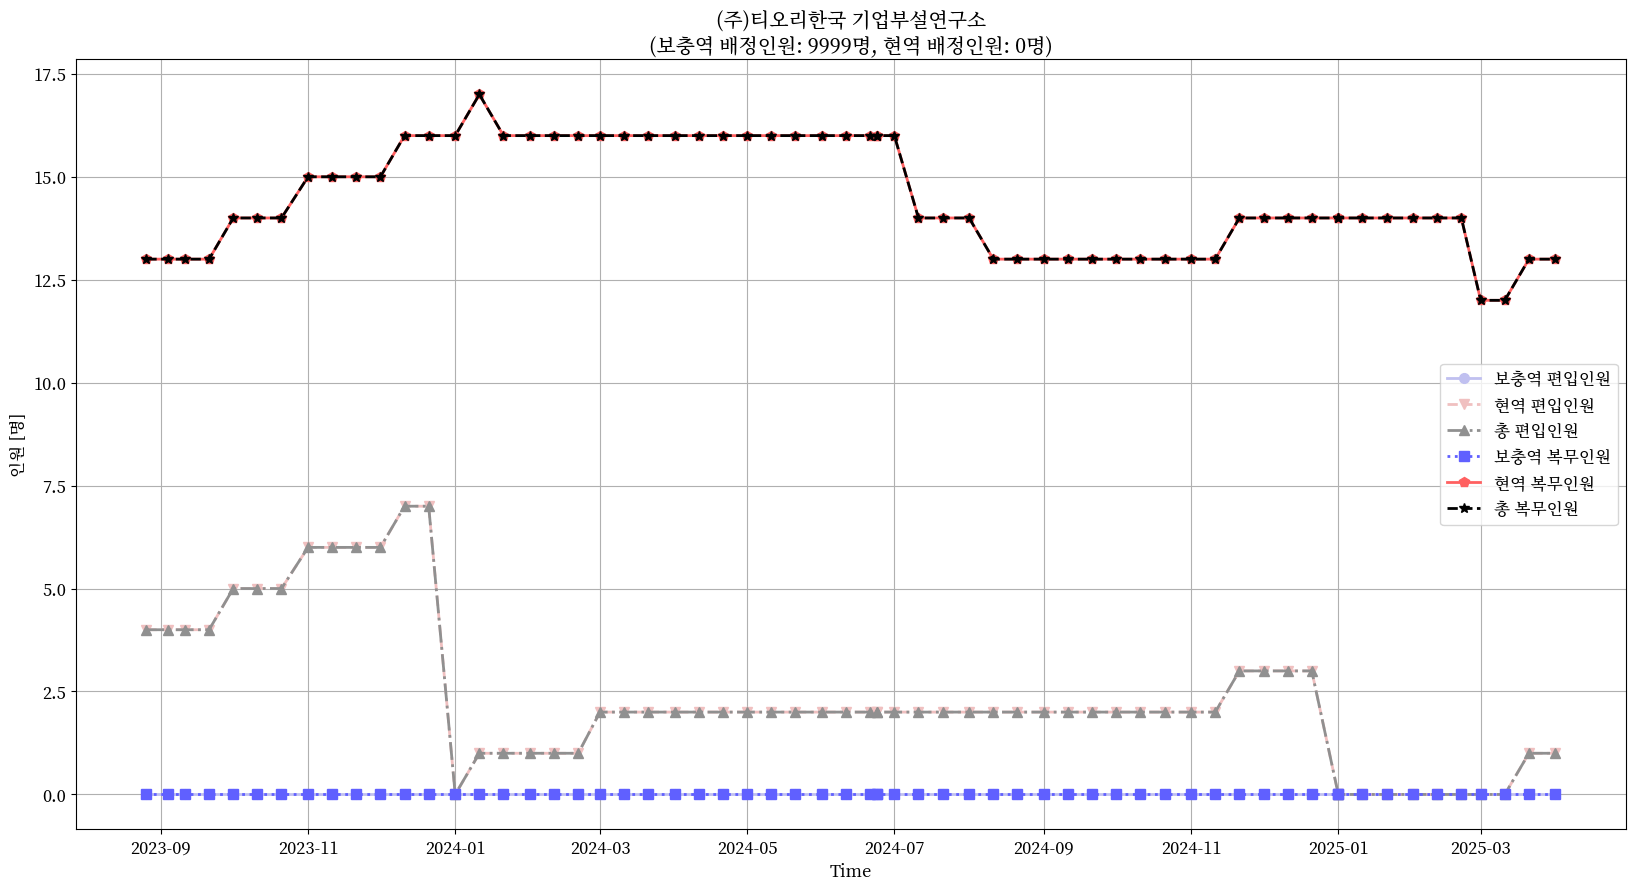 (주)티오리한국 기업부설연구소
(보충역 배정인원: 9999명, 현역 배정인원: 0명)
17.5
15.0
12.5
10.0
7.5
5.0
2.5
0.0
인원 [명]
보충역 편입인원
현역 편입인원
총 편입인원
보충역 복무인원
현역 복무인원
총 복무인원
2023-09 2023-11 2024-01 2024-03 2024-05 2024-07 2024-09 2024-11 2025-01 2025-03
Time